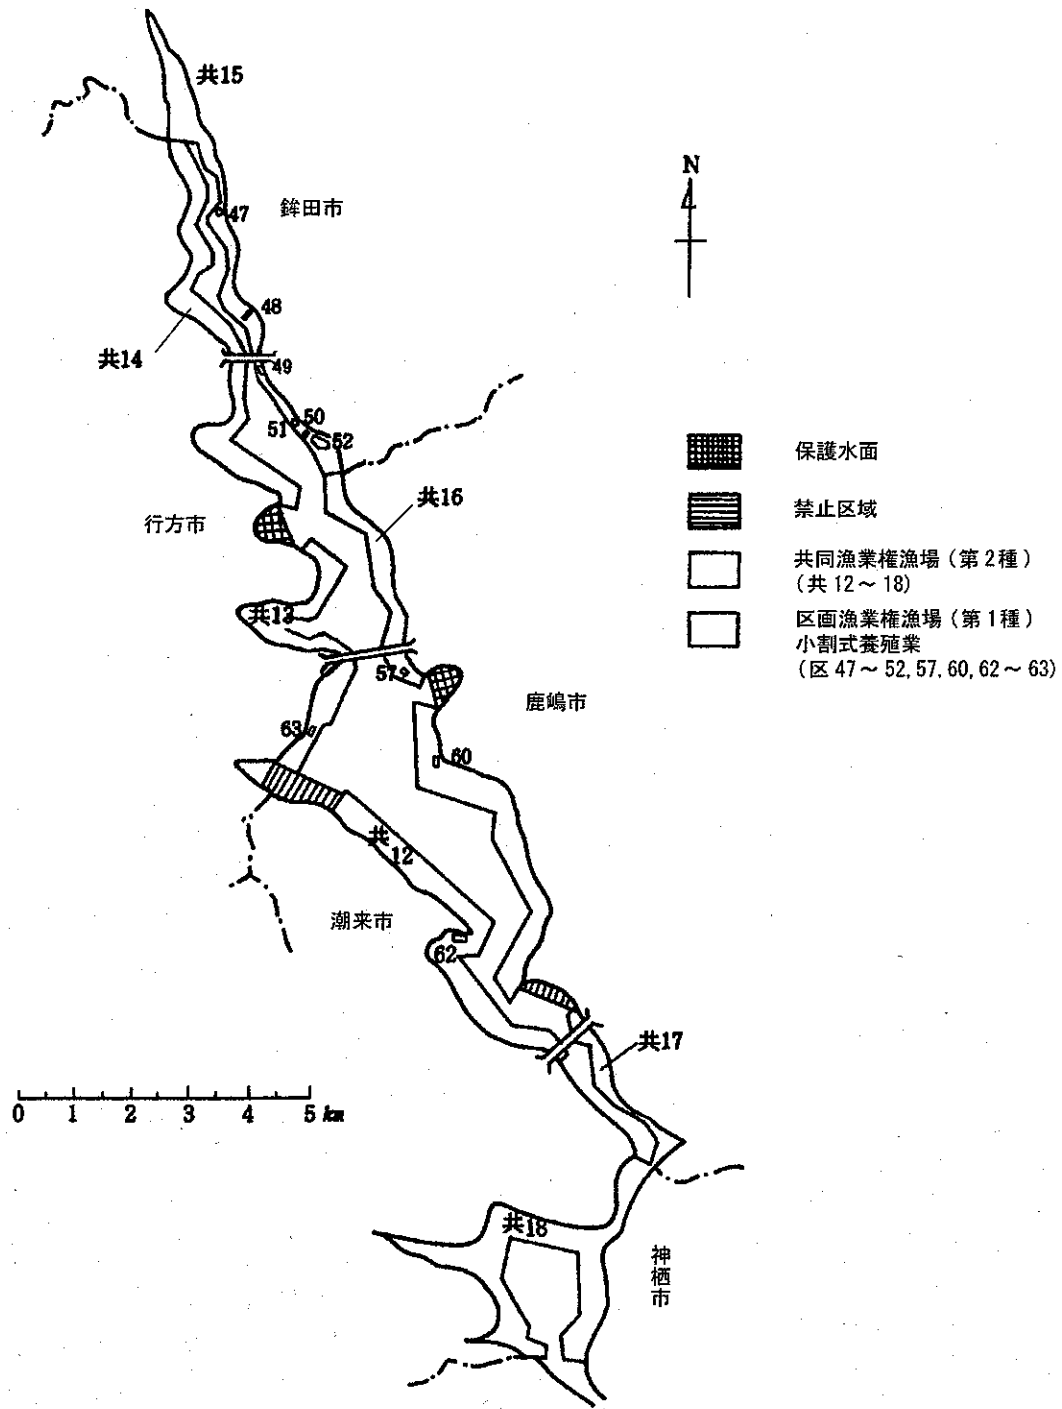 共15
N
47
鉾田市
48
共14
49
50
51
52
保護水面
共16
禁止区域
行方市
共同漁業権漁場(第2種)
(共12~18)
共13
区画漁業権漁場(第1種)
小割式養殖業
(区47~52,57,60,62~63)
57
鹿嶋市
63
60
共12
潮来市
62
共17
0 1 2 3 4 5 km
共18
神栖市